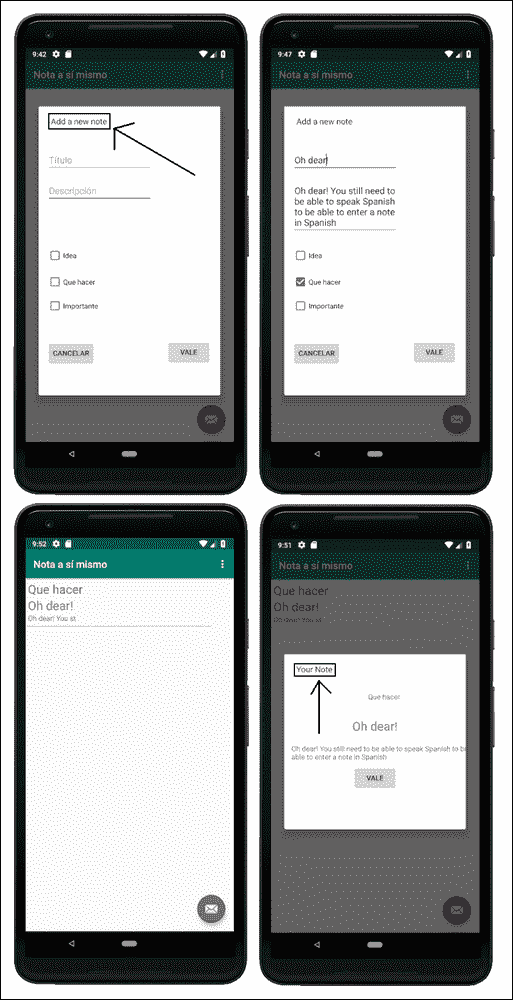 9:42
Nota a sí mismo
Add a new note
Título
Descripción
Idea
Que hacer
Importante
CANCELAR
VALE
9:47
Nota a sí mismo
Add a new note
Oh dear!
Oh dear! You still need to
be able to speak Spanish
to be able to enter a note
in Spanish
Idea
Que hacer
Importante
CANCELAR
VALE
9:52
Nota a sí mismo
Que hacer
Oh dear!
Oh dear! You st
9:51
Nota a sí mismo
Que hacer
Oh dear!
Oh dear! You st
Your Note
Que hacer
Oh dear!
Oh dear! You still need to be able to speak Spanish to be
able to enter a note in Spanish
VALE